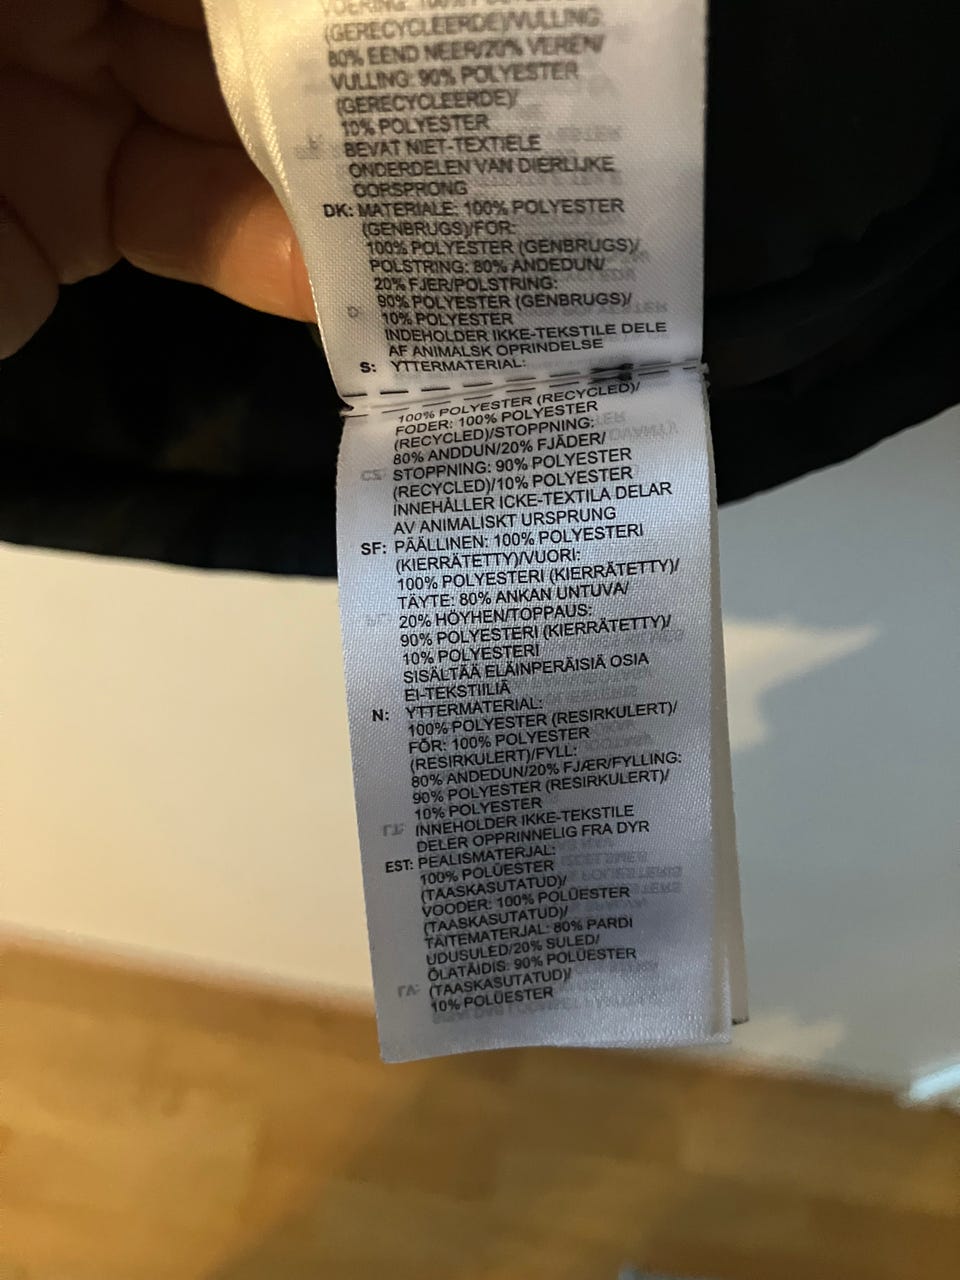 VOERING: 100%
(GERECYCLEERDE)/VULLING:
80% EEND NEER/20% VEREN/
VULLING: 90% POLYESTER
(GERECYCLEERDE)/
10% POLYESTER
BEVAT NIET-TEXTIELE
ONDERDELEN VAN DIERLIJKE
OORSPRONG
DK: MATERIALE: 100% POLYESTER
(GENBRUGS)/FOR:
100% POLYESTER (GENBRUGS)/
POLSTRING: 80% ANDEDUN/
20% FJER/POLSTRING:
90% POLYESTER (GENBRUGS)/
10% POLYESTER
INDEHOLDER IKKE-TEKSTILE DELE
AF ANIMALSK OPRINDELSE
S: YTTERMATERIAL:
100% POLYESTER (RECYCLED)/
FODER: 100% POLYESTER
(RECYCLED)/STOPPNING:
80% ANDDUN/20% FJÄDER/
STOPPNING: 90% POLYESTER
(RECYCLED)/10% POLYESTER
INNEHÅLLER ICKE-TEXTILA DELAR
AV ANIMALISKT URSPRUNG
SF: PÄÄLLINEN: 100% POLYESTERI
(KIERRÄTETTY)/VUORI:
100% POLYESTERI (KIERRÄTETTY)/
TÄYTE: 80% ANKAN UNTUVA/
20% HÖYHEN/TOPPAUS:
90% POLYESTERI (KIERRÄTETTY)/
10% POLYESTERI
SISÄLTÄÄ ELÄINPERÄISIÄ OSIA
EI-TEKSTIILIÄ
N: YTTERMATERIAL:
100% POLYESTER (RESIRKULERT)/
FÔR: 100% POLYESTER
(RESIRKULERT)/FYLL:
80% ANDEDUN/20% FJÆR/FYLLING:
90% POLYESTER (RESIRKULERT)/
10% POLYESTER
INNEHOLDER IKKE-TEKSTILE
DELER OPPRINNELIG FRA DYR
EST: PEALISMATERJAL:
100% POLÜESTER
(TAASKASUTATUD)/
VOODER: 100% POLÜESTER
(TAASKASUTATUD)/
TÄITEMATERJAL: 80% PARDI
UDUSULED/20% SULED/
ÕLATÄIDIS: 90% POLÜESTER
(TAASKASUTATUD)/
10% POLÜESTER